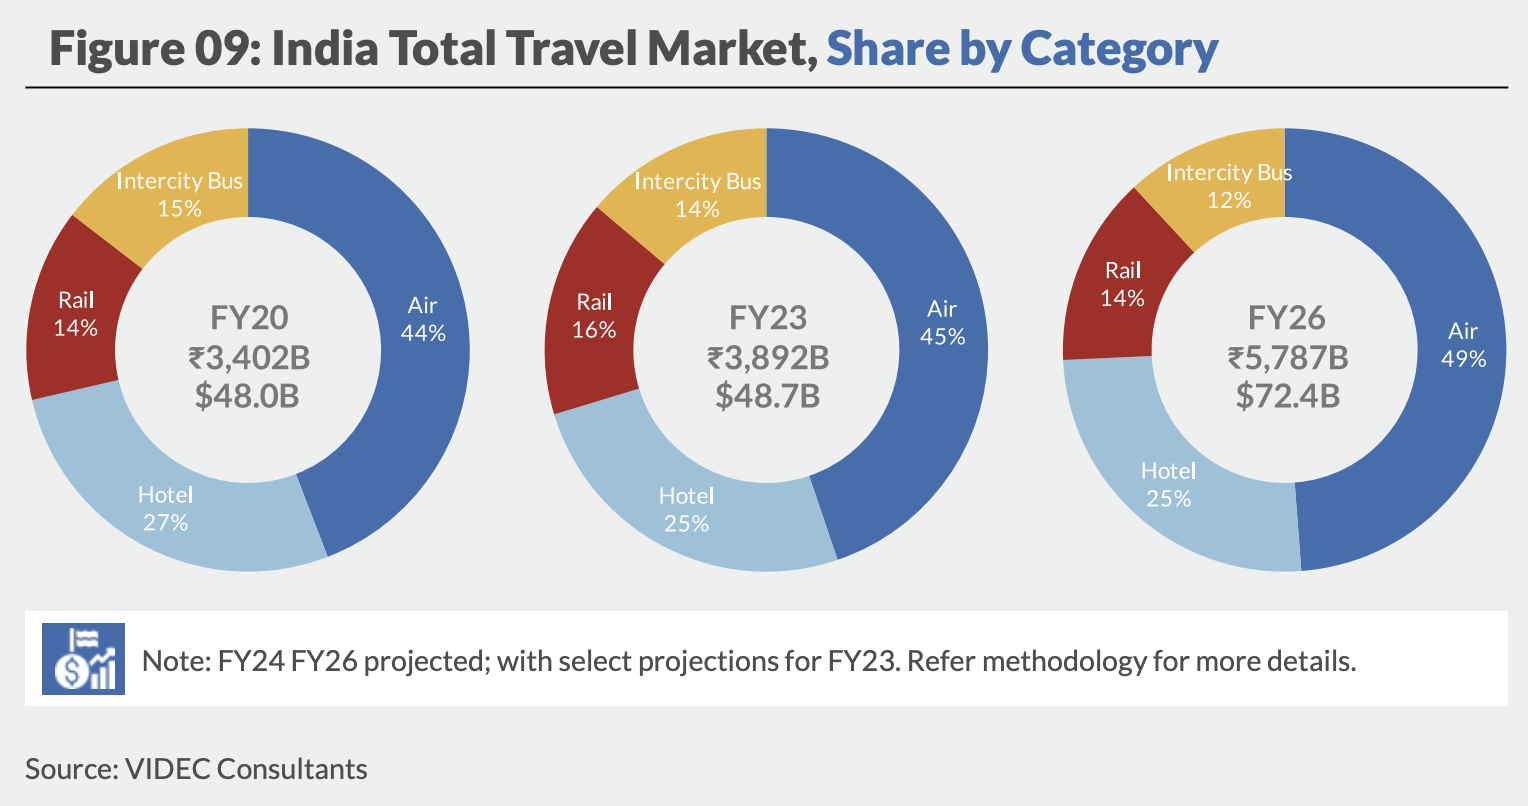 Figure 09: India Total Travel Market, Share by Category
Intercity Bus
15%
Rail
14%
Air
44%
Hotel
27%
FY20
₹3,402B
$48.0B
Intercity Bus
14%
Rail
16%
Air
45%
Hotel
25%
FY23
₹3,892B
$48.7B
Intercity Bus
12%
Rail
14%
Air
49%
Hotel
25%
FY26
₹5,787B
$72.4B
$
Note: FY24 FY26 projected; with select projections for FY23. Refer methodology for more details.
Source: VIDEC Consultants